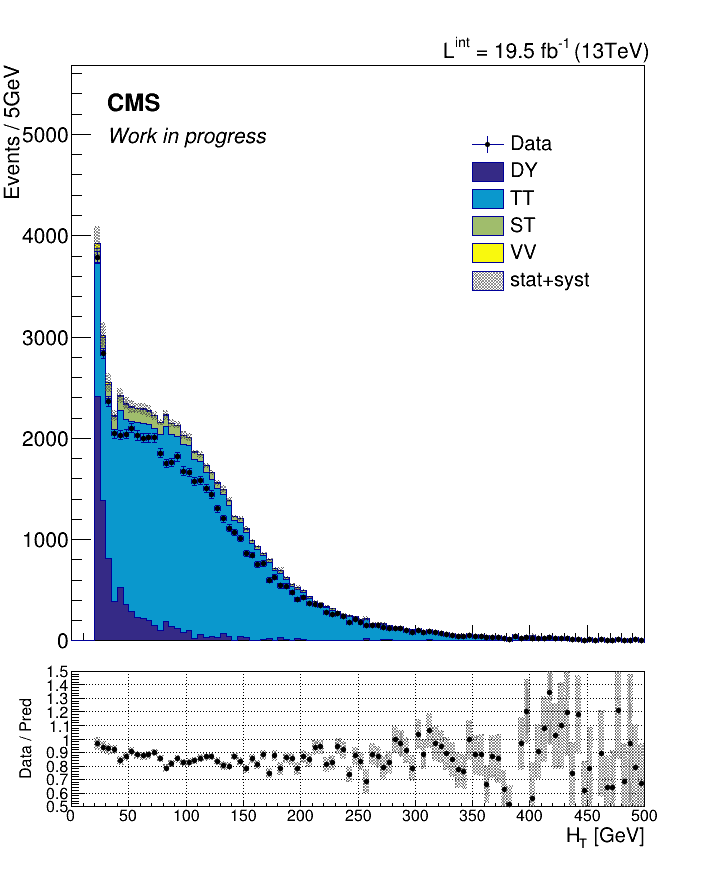 L^int = 19.5 fb^-1 (13TeV)
Events / 5GeV
CMS
Work in progress
5000
4000
3000
2000
1000
0
Data
DY
TT
ST
VV
stat+syst
Data / Pred
1.5
1.4
1.3
1.2
1.1
1
0.9
0.8
0.7
0.6
0.5
0 50 100 150 200 250 300 350 400 450 500
H_T [GeV]